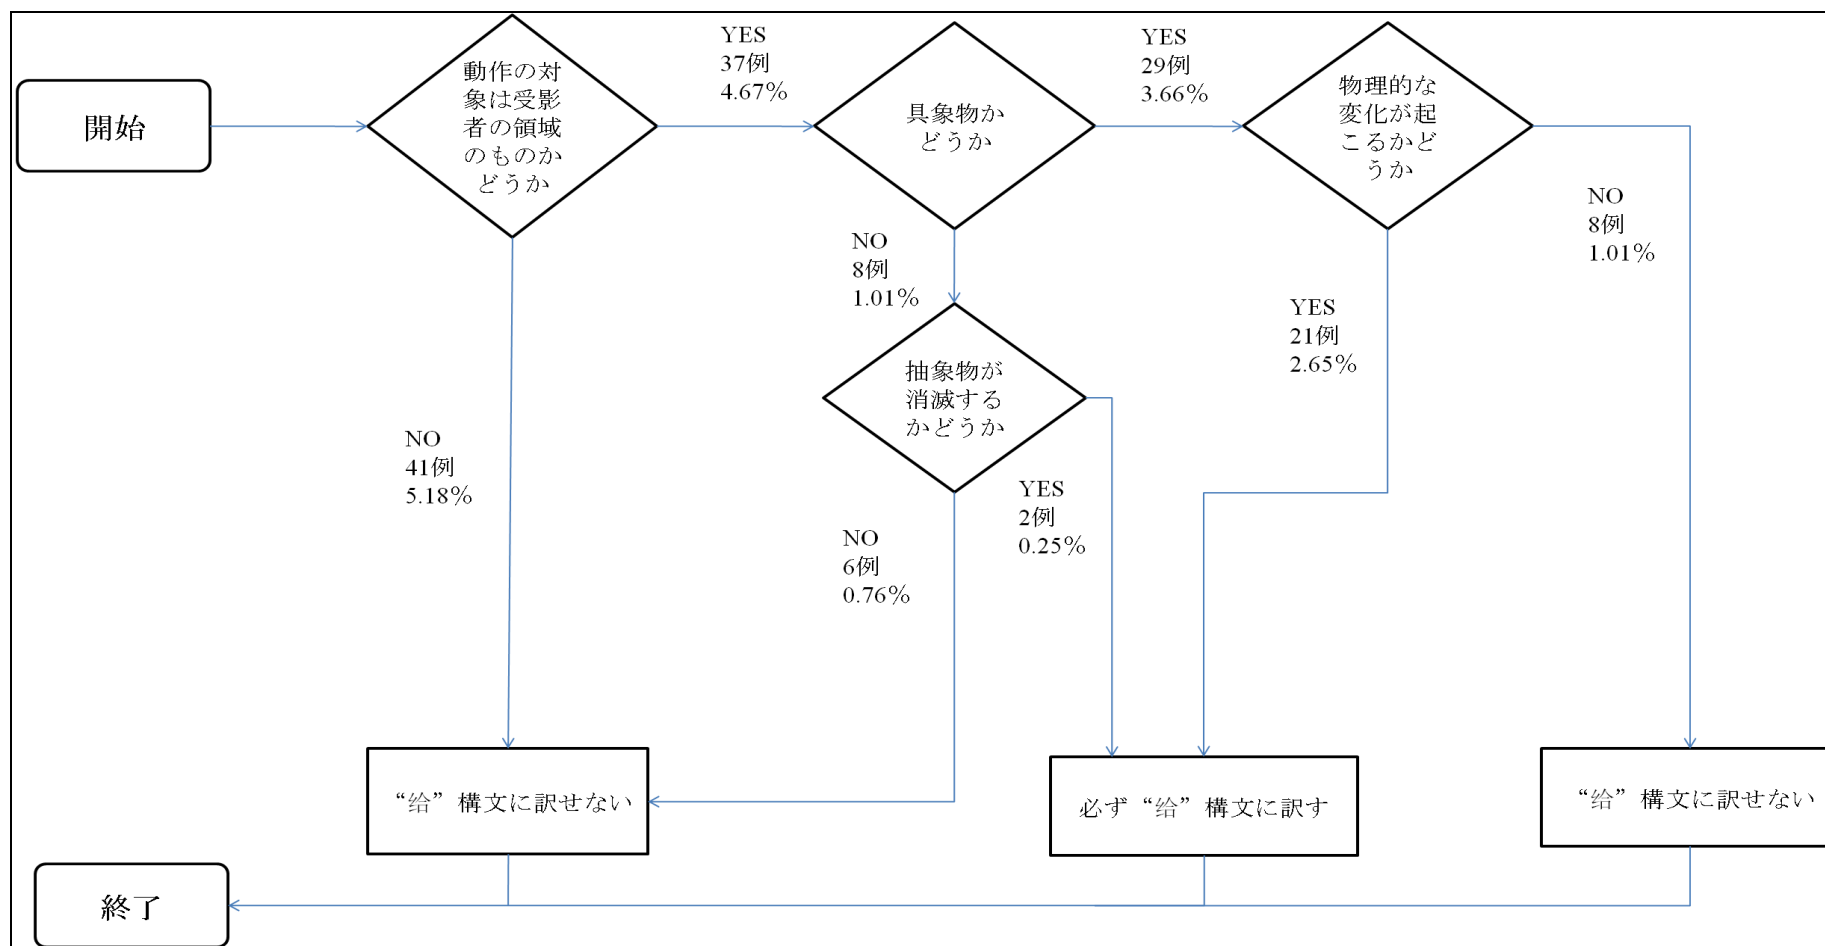 開始
動作の対
象は受影
者の領域
のものか
どうか
YES
37例
4.67%
具象物か
どうか
YES
29例
3.66%
物理的な
変化が起
こるかど
うか
NO
8例
1.01%
NO
8例
1.01%
YES
21例
2.65%
抽象物が
消滅する
かどうか
NO
41例
5.18%
YES
2例
0.25%
NO
6例
0.76%
“给”構文に訳せない
必ず“给”構文に訳す
“给”構文に訳せない
終了